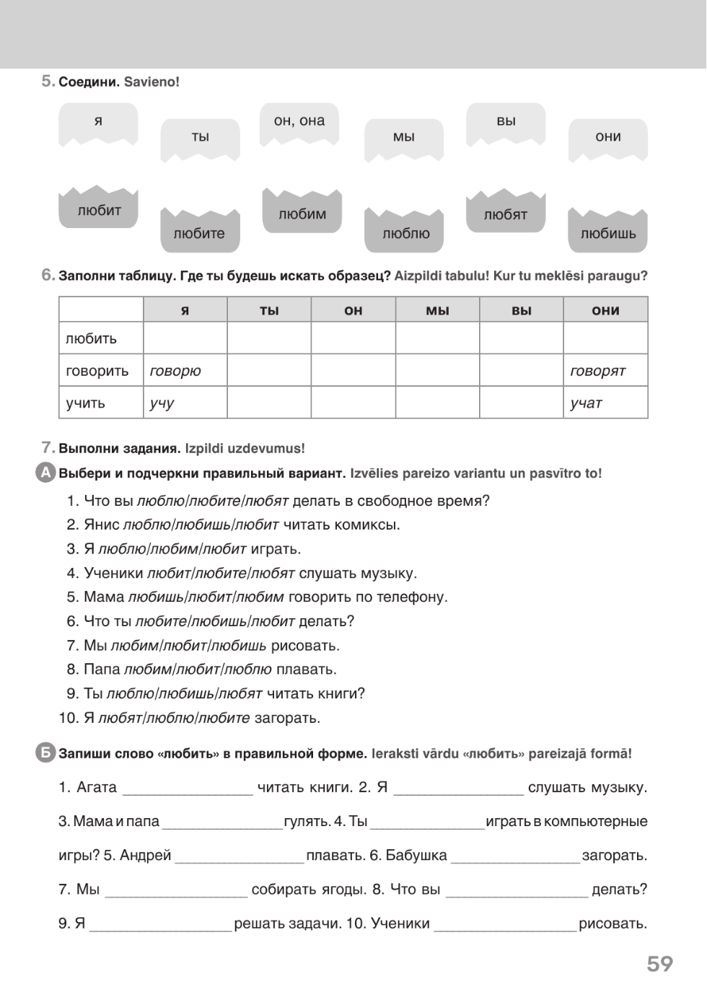 5. Соедини. Savieno!
я
ты
он, она
мы
вы
они
любит
любите
любим
люблю
любят
любишь
6. Заполни таблицу. Где ты будешь искать образец? Aizpildi tabulu! Kur tu meklēsi paraugu?
я ты он мы вы они
любить
говорить говорю говорят
учить учу учат
7. Выполни задания. Izpildi uzdevumus!
А Выбери и подчеркни правильный вариант. Izvēlies pareizo variantu un pasvītro to!
1. Что вы люблю/любите/любят делать в свободное время?
2. Янис люблю/любишь/любит читать комиксы.
3. Я люблю/любим/любит играть.
4. Ученики любит/любите/любят слушать музыку.
5. Мама любишь/любит/любим говорить по телефону.
6. Что ты любите/любишь/любит делать?
7. Мы любим/любит/любишь рисовать.
8. Папа любим/любит/люблю плавать.
9. Ты люблю/любишь/любят читать книги?
10. Я любят/люблю/любите загорать.
Б Запиши слово «любить» в правильной форме. Ieraksti vārdu «любить» pareizajā formā!
1. Агата ________________ читать книги. 2. Я ________________ слушать музыку.
3. Мама и папа ________________ гулять. 4. Ты ________________ играть в компьютерные
игры? 5. Андрей ________________ плавать. 6. Бабушка ________________ загорать.
7. Мы ________________ собирать ягоды. 8. Что вы ________________ делать?
9. Я ________________ решать задачи. 10. Ученики ________________ рисовать.
59